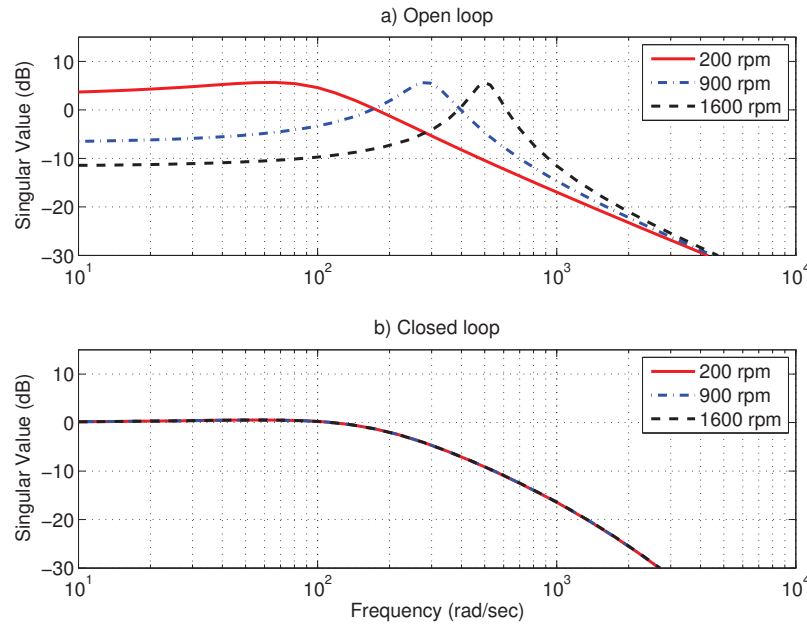 a) Open loop
Singular Value (dB)
10
0
−10
−20
−30
10^1
10^2
10^3
10^4
200 rpm
900 rpm
1600 rpm
b) Closed loop
Singular Value (dB)
10
0
−10
−20
−30
10^1
10^2
10^3
10^4
200 rpm
900 rpm
1600 rpm
Frequency (rad/sec)